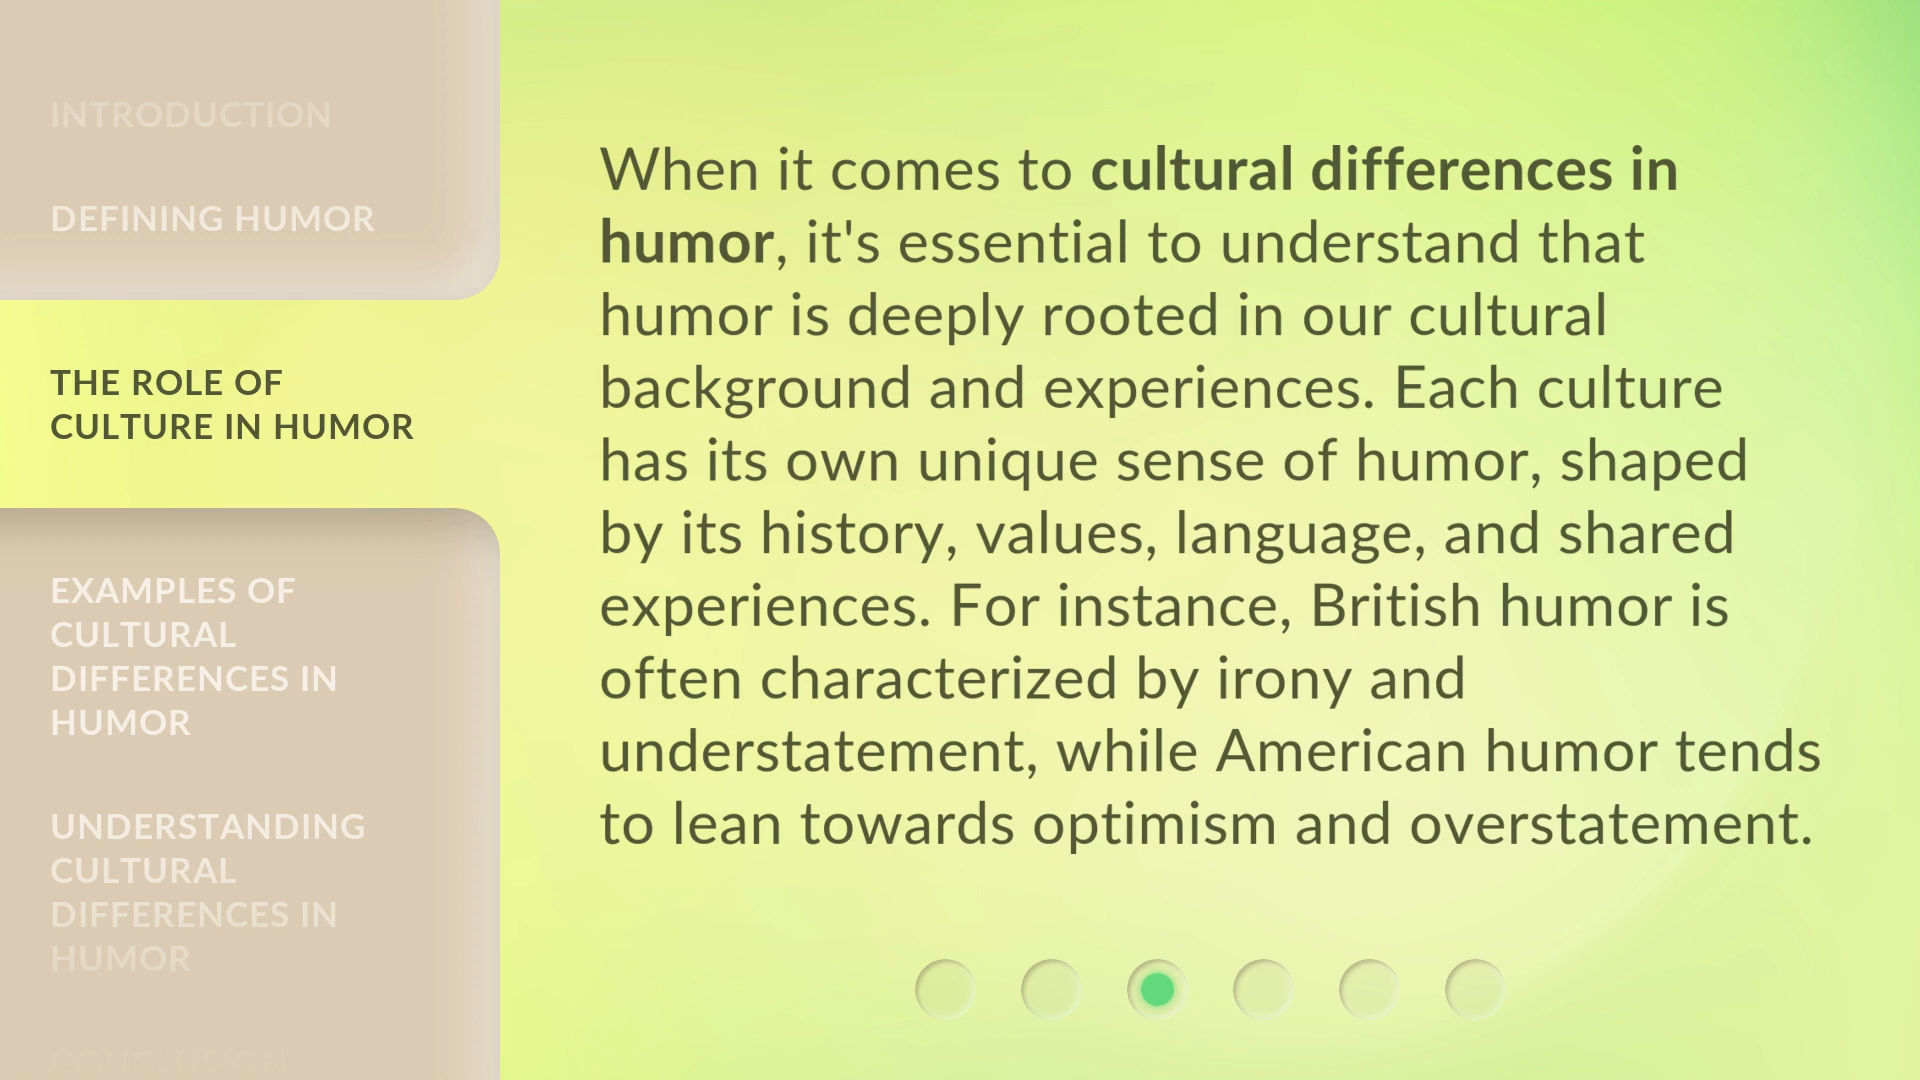 INTRODUCTION
DEFINING HUMOR
THE ROLE OF
CULTURE IN HUMOR
EXAMPLES OF
CULTURAL
DIFFERENCES IN
HUMOR
UNDERSTANDING
CULTURAL
DIFFERENCES IN
HUMOR
CONCLUSION
When it comes to cultural differences in
humor, it's essential to understand that
humor is deeply rooted in our cultural
background and experiences. Each culture
has its own unique sense of humor, shaped
by its history, values, language, and shared
experiences. For instance, British humor is
often characterized by irony and
understatement, while American humor tends
to lean towards optimism and overstatement.